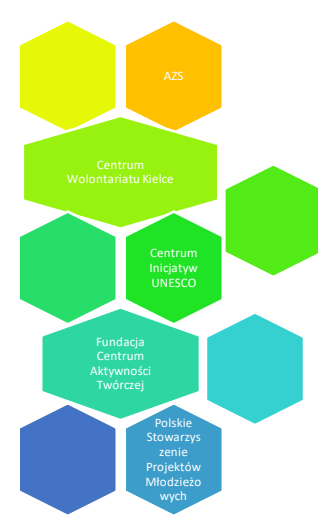 AZS
Centrum
Wolontariatu Kielce
Centrum
Inicjatyw
UNESCO
Fundacja
Centrum
Aktywności
Twórczej
Polskie
Stowarzys
zenie
Projektów
Młodzieżo
wych